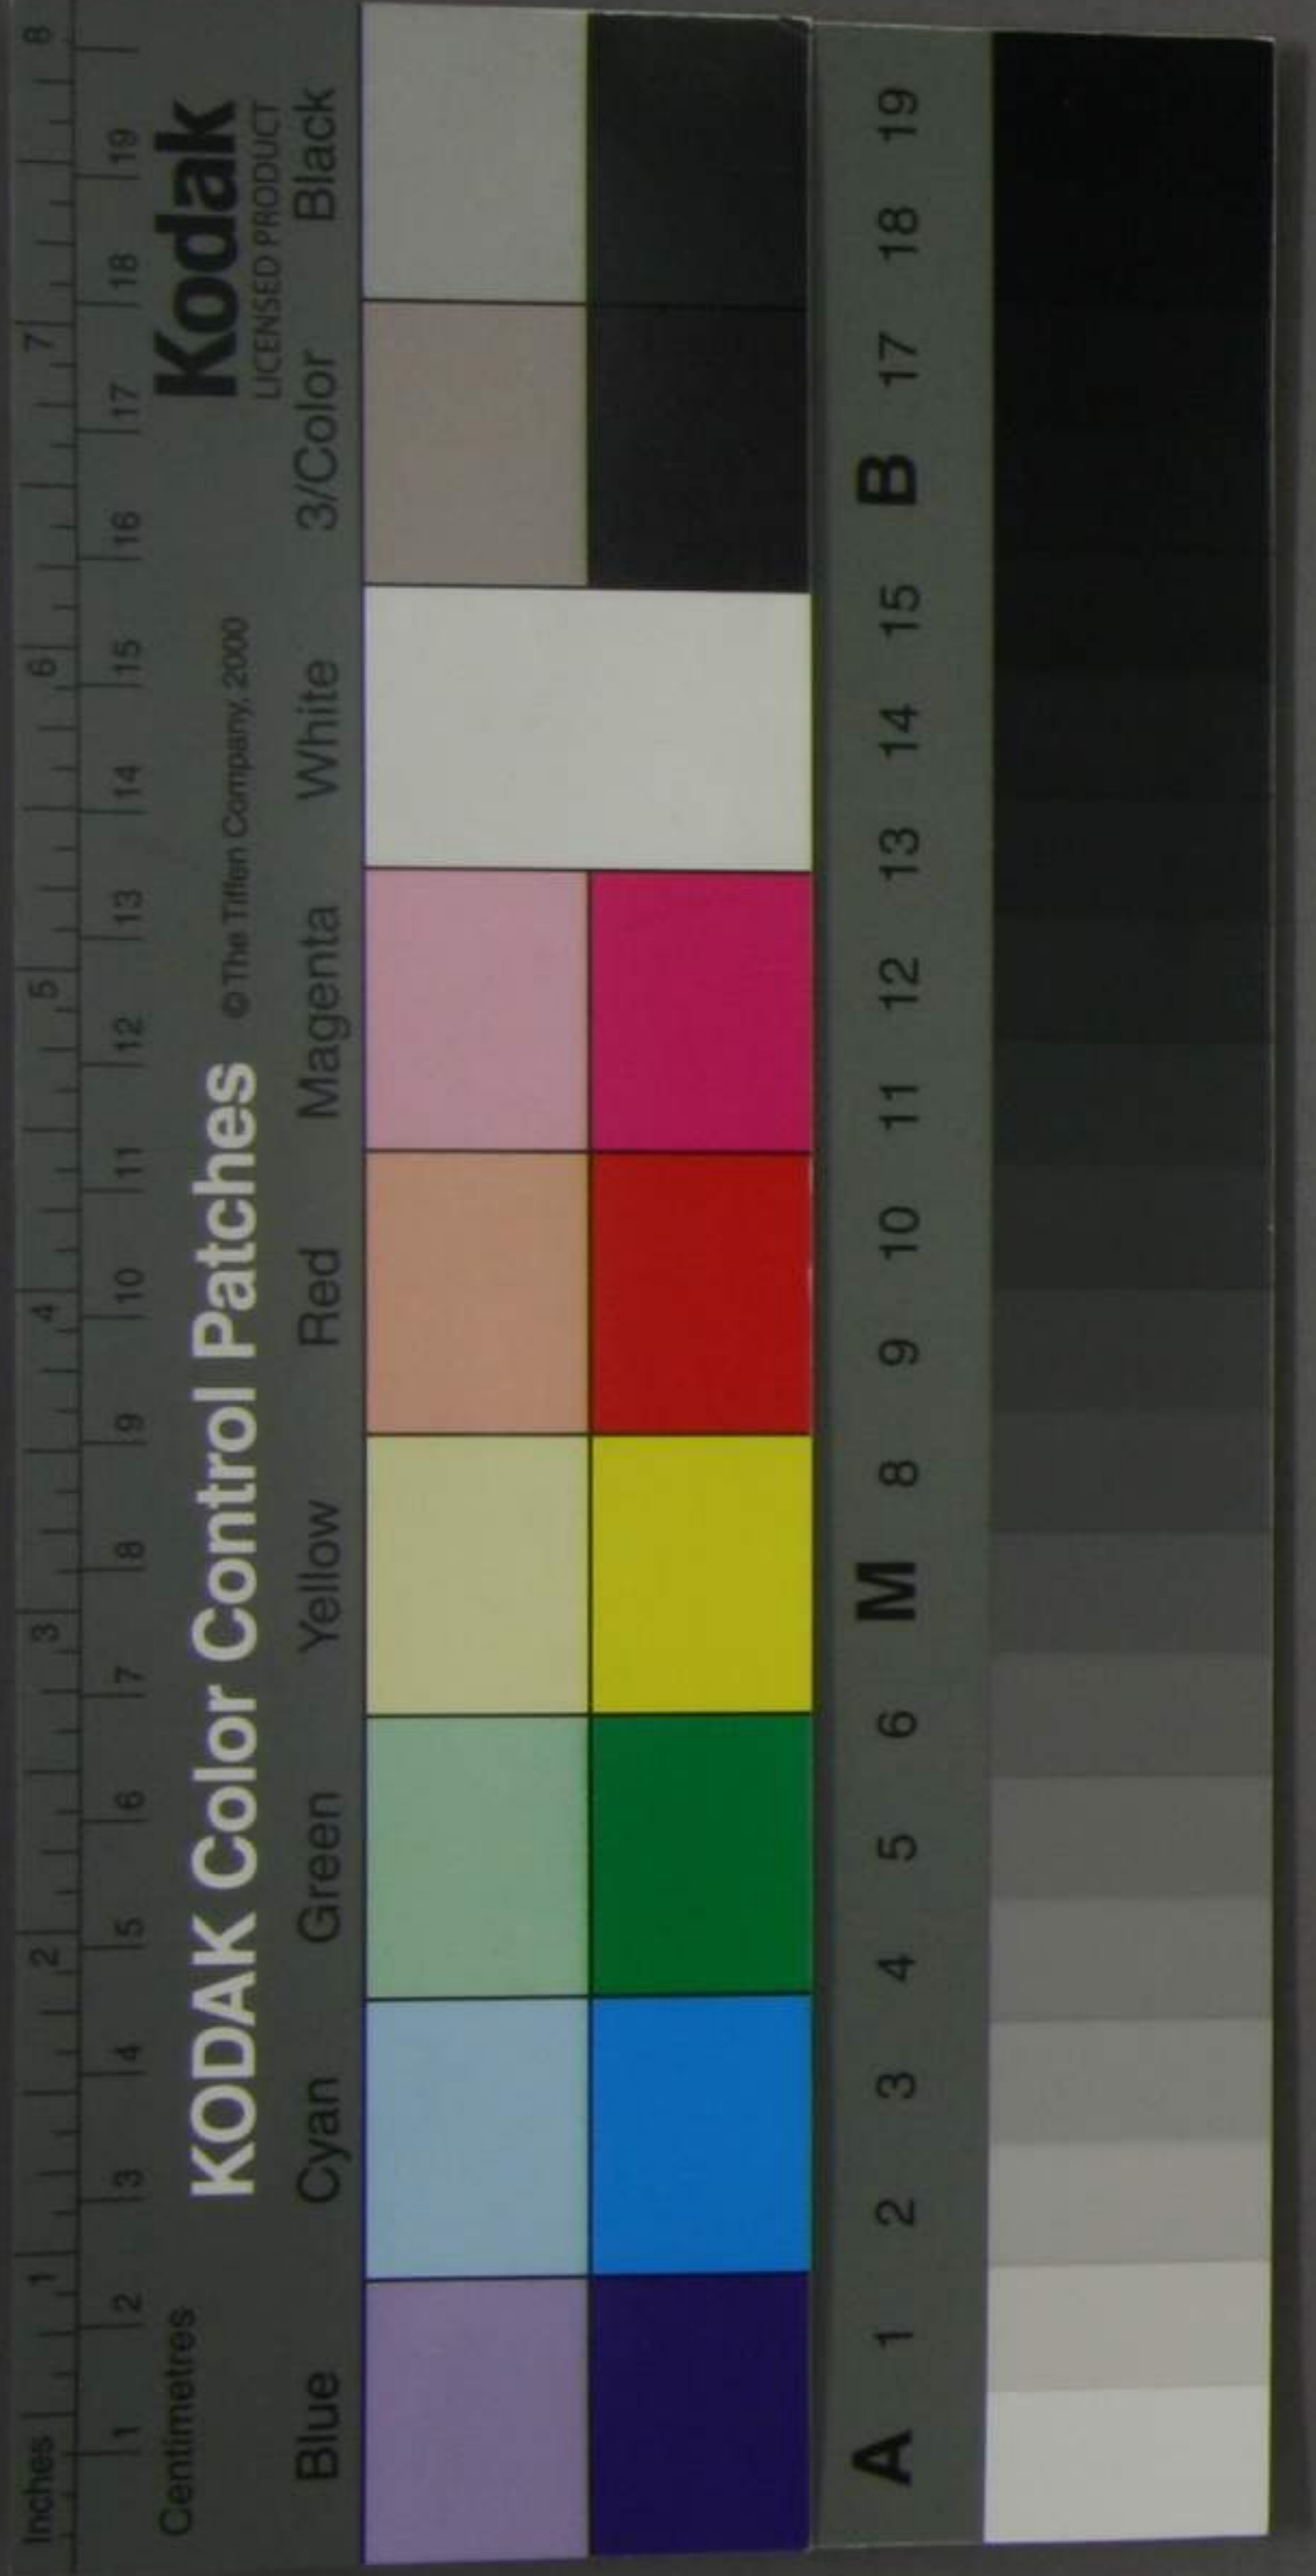 Inches 1 2 3 4 5 6 7 8
Centimetres 1 2 3 4 5 6 7 8 9 10 11 12 13 14 15 16 17 18 19
KODAK Color Control Patches © The Tiffen Company, 2000 Kodak
LICENSED PRODUCT
Blue Cyan Green Yellow Red Magenta White 3/Color Black
A 1 2 3 4 5 6 M 8 9 10 11 12 13 14 15 B 17 18 19